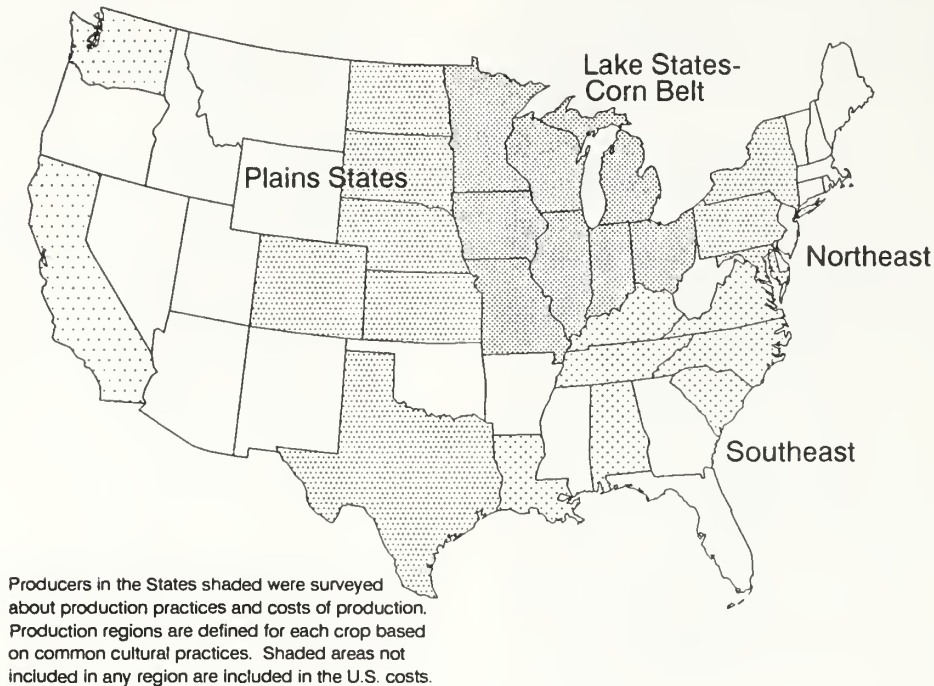 Lake States-
Corn Belt
Plains States
Northeast
Southeast
Producers in the States shaded were surveyed
about production practices and costs of production.
Production regions are defined for each crop based
on common cultural practices.  Shaded areas not
included in any region are included in the U.S. costs.